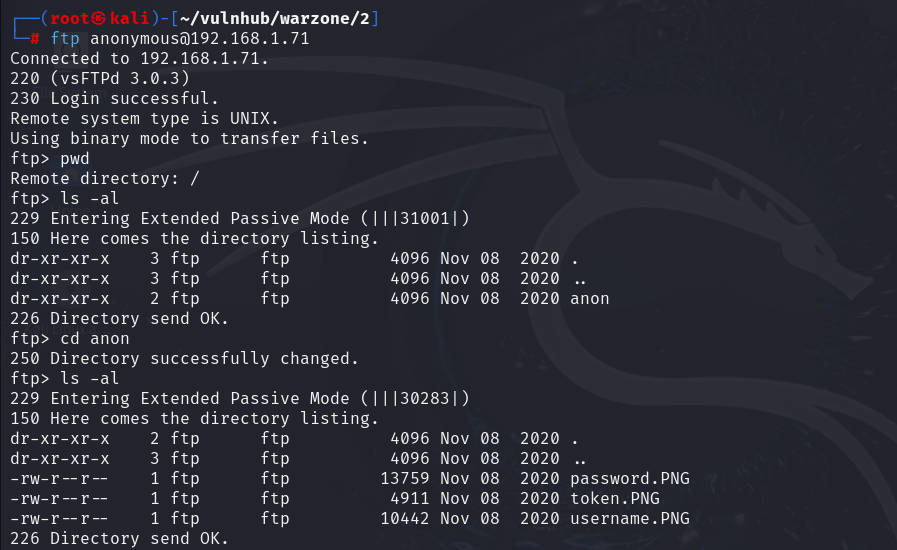 ┌──(root㉿kali)-[~/vulnhub/warzone/2]
└─# ftp anonymous@192.168.1.71
Connected to 192.168.1.71.
220 (vsFTPd 3.0.3)
230 Login successful.
Remote system type is UNIX.
Using binary mode to transfer files.
ftp> pwd
Remote directory: /
ftp> ls -al
229 Entering Extended Passive Mode (|||31001|)
150 Here comes the directory listing.
dr-xr-xr-x    3 ftp      ftp          4096 Nov 08  2020 .
dr-xr-xr-x    3 ftp      ftp          4096 Nov 08  2020 ..
dr-xr-xr-x    2 ftp      ftp          4096 Nov 08  2020 anon
226 Directory send OK.
ftp> cd anon
250 Directory successfully changed.
ftp> ls -al
229 Entering Extended Passive Mode (|||30283|)
150 Here comes the directory listing.
dr-xr-xr-x    2 ftp      ftp          4096 Nov 08  2020 .
dr-xr-xr-x    3 ftp      ftp          4096 Nov 08  2020 ..
-rw-r--r--    1 ftp      ftp         13759 Nov 08  2020 password.PNG
-rw-r--r--    1 ftp      ftp          4911 Nov 08  2020 token.PNG
-rw-r--r--    1 ftp      ftp         10442 Nov 08  2020 username.PNG
226 Directory send OK.